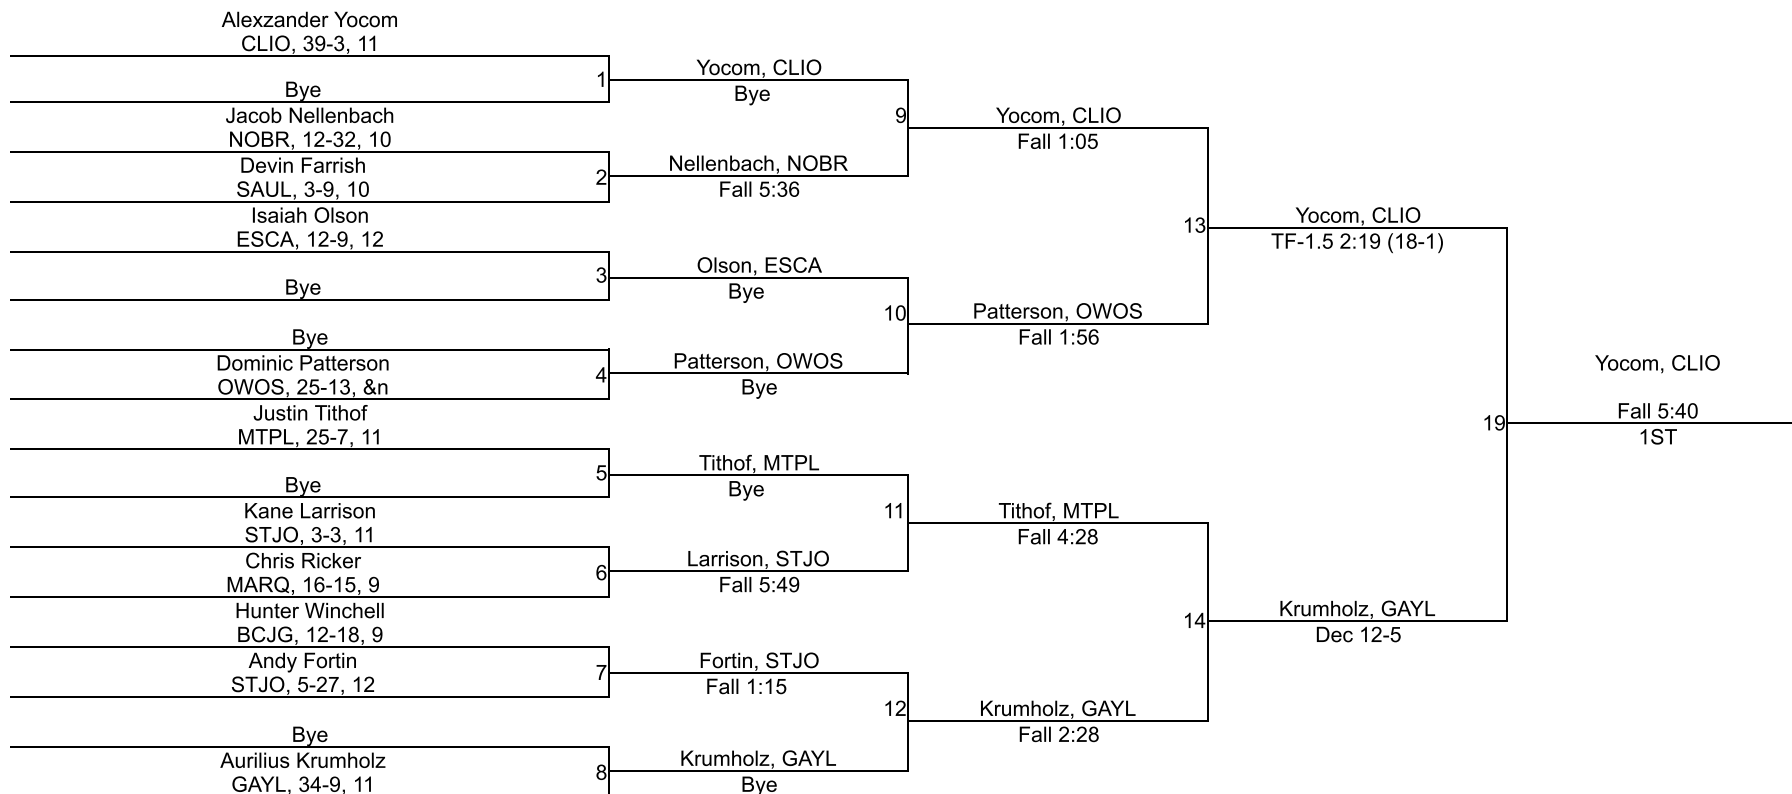 Alexzander Yocom
CLIO, 39-3, 11
Bye
1
Jacob Nellenbach
NOBR, 12-32, 10
Devin Farrish
SAUL, 3-9, 10
2
Isaiah Olson
ESCA, 12-9, 12
Bye
3
Bye
Dominic Patterson
OWOS, 25-13, &n
4
Justin Tithof
MTPL, 25-7, 11
Bye
5
Kane Larrison
STJO, 3-3, 11
Chris Ricker
MARQ, 16-15, 9
6
Hunter Winchell
BCJG, 12-18, 9
Andy Fortin
STJO, 5-27, 12
7
Bye
Aurilius Krumholz
GAYL, 34-9, 11
8
Yocom, CLIO
Bye
9
Nellenbach, NOBR
Fall 5:36
Olson, ESCA
Bye
10
Patterson, OWOS
Bye
Tithof, MTPL
Bye
11
Larrison, STJO
Fall 5:49
Fortin, STJO
Fall 1:15
12
Krumholz, GAYL
Bye
Yocom, CLIO
Fall 1:05
13
Patterson, OWOS
Fall 1:56
Tithof, MTPL
Fall 4:28
14
Krumholz, GAYL
Fall 2:28
Yocom, CLIO
TF-1.5 2:19 (18-1)
19
Krumholz, GAYL
Dec 12-5
Yocom, CLIO
Fall 5:40
1ST